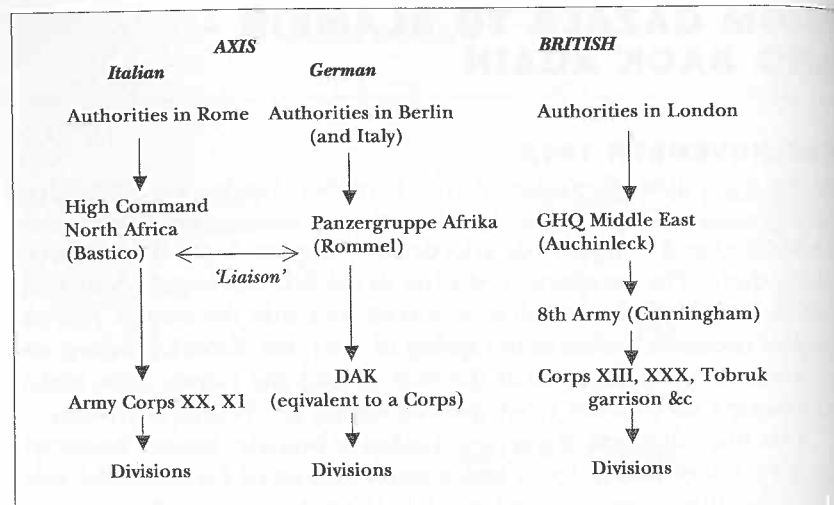 AXIS
BRITISH
Italian
German
Authorities in Rome
Authorities in Berlin
(and Italy)
Authorities in London
High Command
North Africa
(Bastico)
Panzergruppe Afrika
(Rommel)
GHQ Middle East
(Auchinleck)
'Liaison'
8th Army (Cunningham)
Army Corps XX, X1
DAK
(eqivalent to a Corps)
Corps XIII, XXX, Tobruk
garrison &c
Divisions
Divisions
Divisions